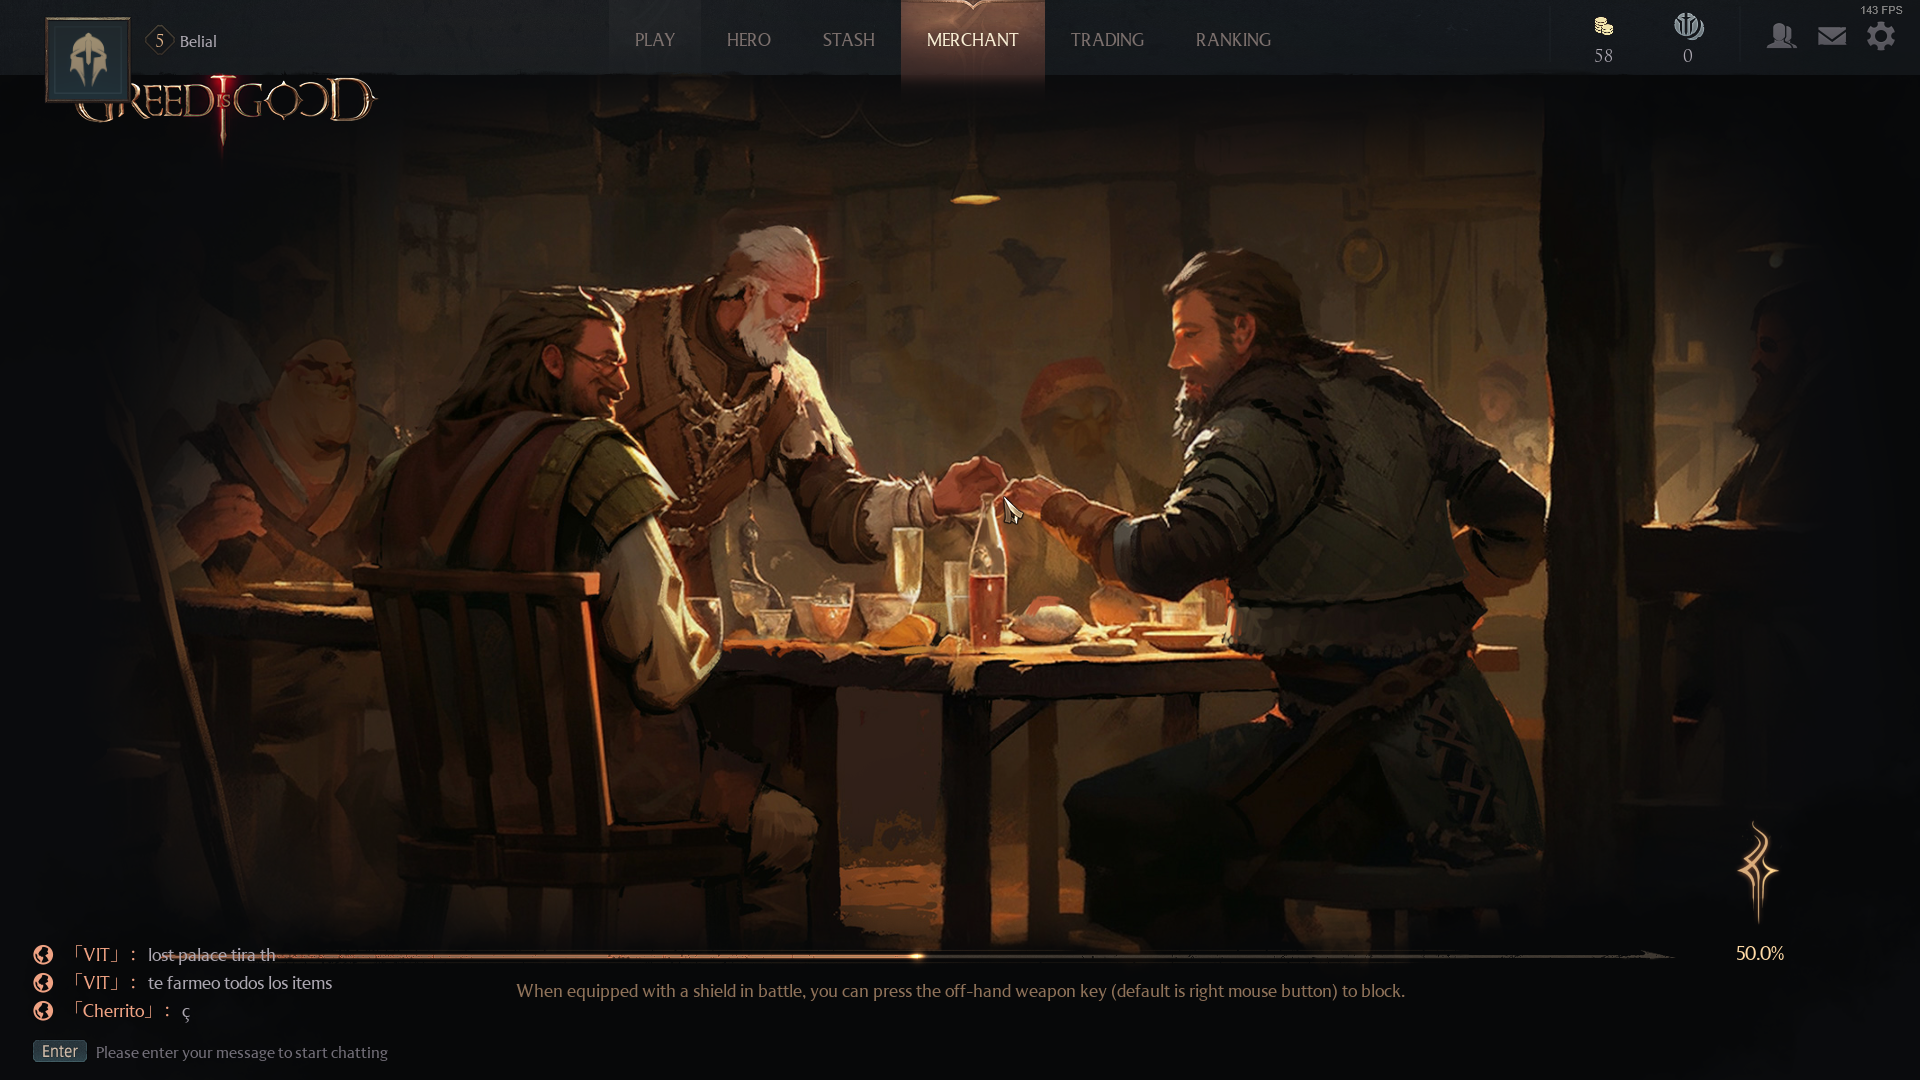 143 FPS
5 Belial
PLAY HERO STASH MERCHANT TRADING RANKING
58 0
GREED IS GOOD
「VIT」: lost palace tira th
50.0%
「VIT」: te farmeo todos los items
When equipped with a shield in battle, you can press the off-hand weapon key (default is right mouse button) to block.
「Cherrito」: ç
Enter Please enter your message to start chatting